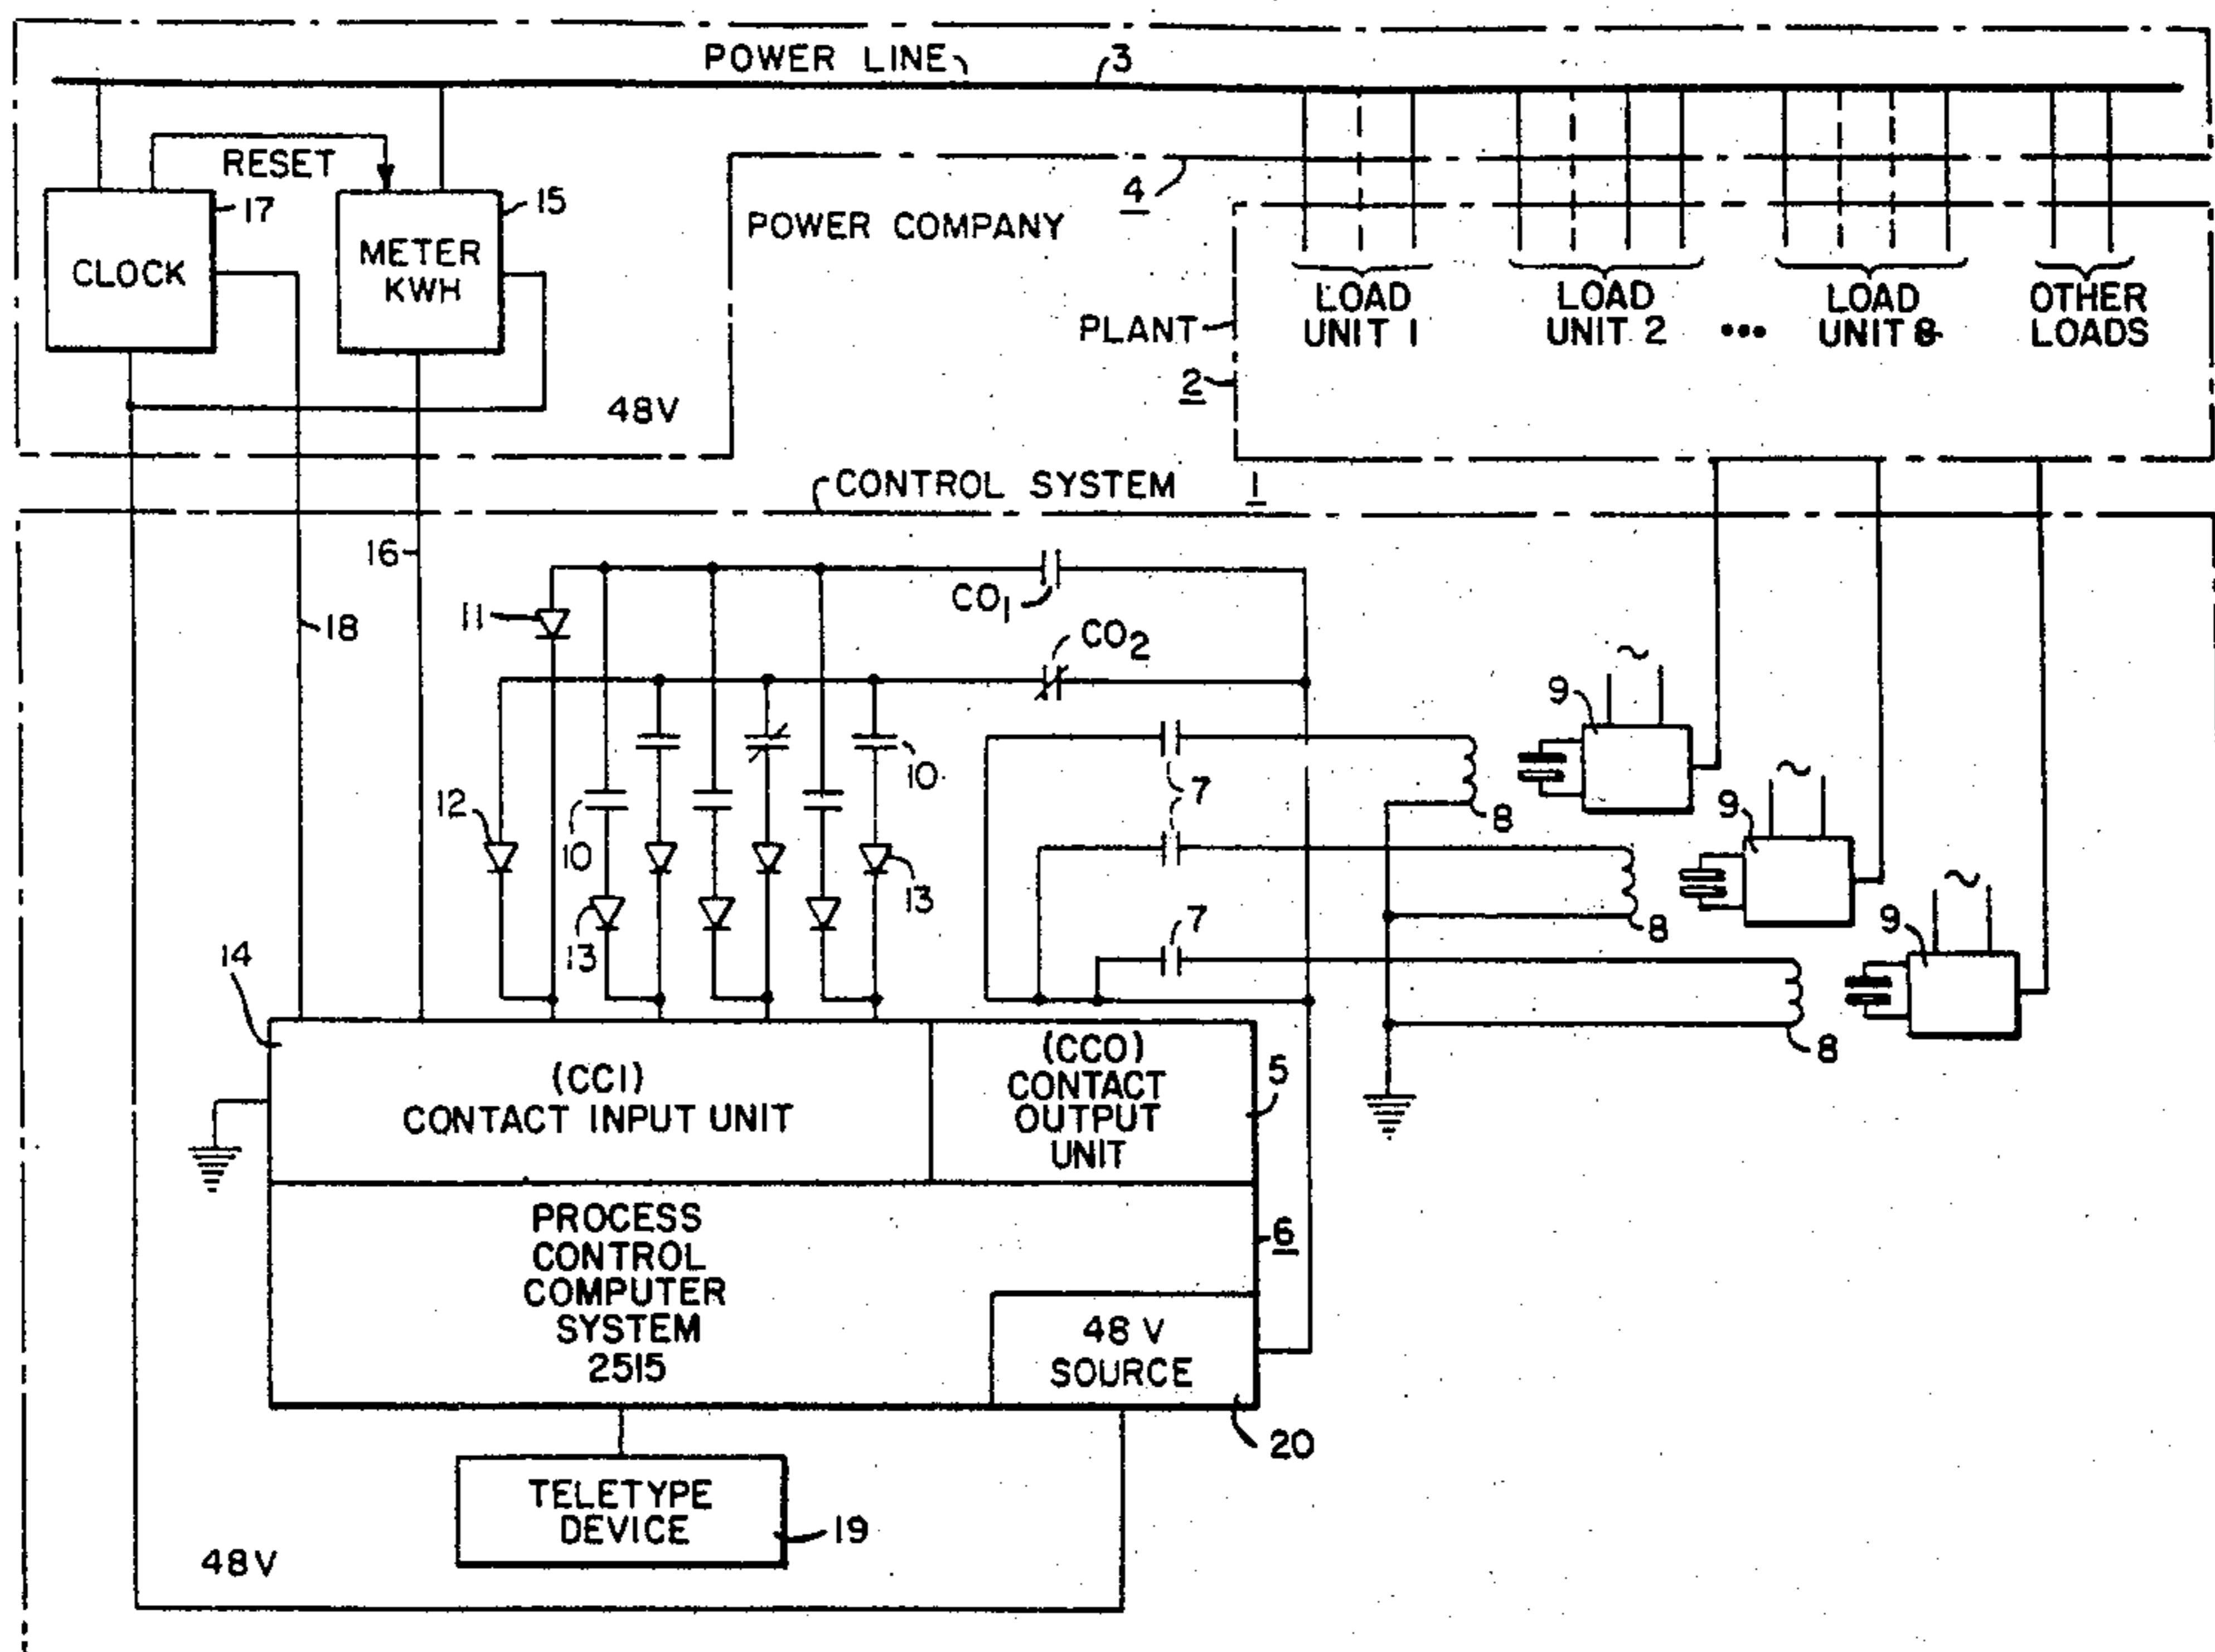 POWER LINE
3
RESET
17
15
4
CLOCK
METER
KWH
POWER COMPANY
PLANT
2
LOAD
UNIT 1
LOAD
UNIT 2
...
LOAD
UNIT 8
OTHER
LOADS
48V
CONTROL SYSTEM
1
16
18
11
CO1
CO2
12
10
10
13
13
14
7
7
8
8
8
9
9
9
(CCI)
CONTACT INPUT UNIT
(CCO)
CONTACT
OUTPUT
UNIT
5
PROCESS
CONTROL
COMPUTER
SYSTEM
2515
6
48 V
SOURCE
20
TELETYPE
DEVICE
19
48V